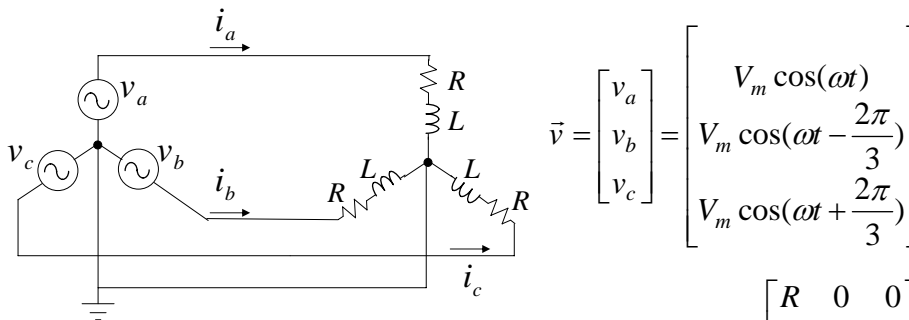 i_a
R
v_a
L
v_c
v_b
L
L
R
R
i_b
i_c
\vec{v} = [v_a v_b v_c] = [V_m cos(ωt) V_m cos(ωt − 2π/3) V_m cos(ωt + 2π/3)]
[R 0 0]